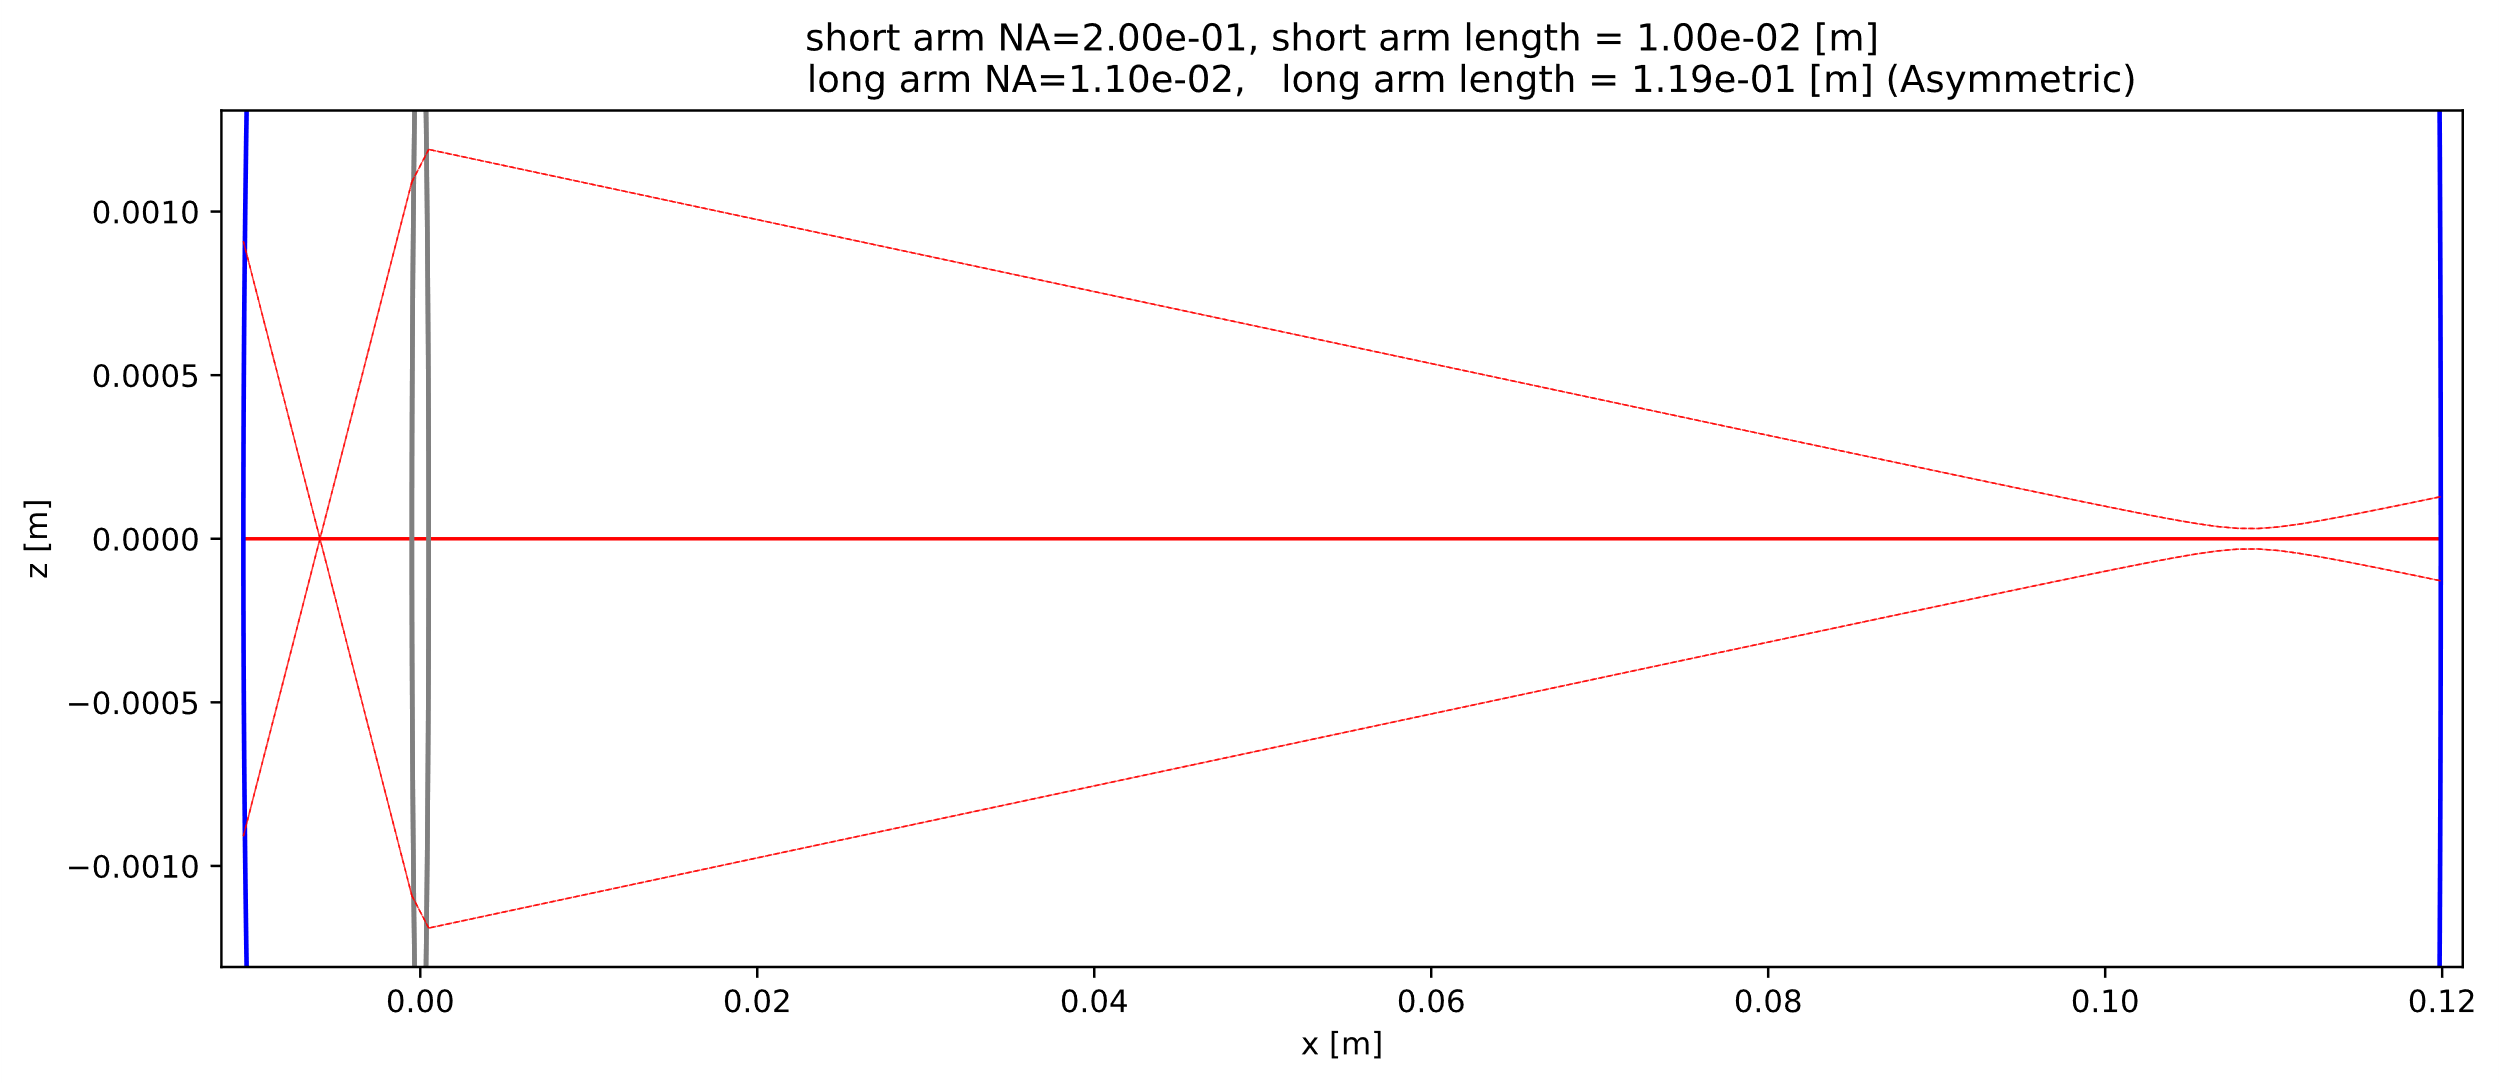 short arm NA=2.00e-01, short arm length = 1.00e-02 [m]
long arm NA=1.10e-02,   long arm length = 1.19e-01 [m] (Asymmetric)
0.0010
0.0005
0.0000
−0.0005
−0.0010
z [m]
0.00 0.02 0.04 0.06 0.08 0.10 0.12
x [m]